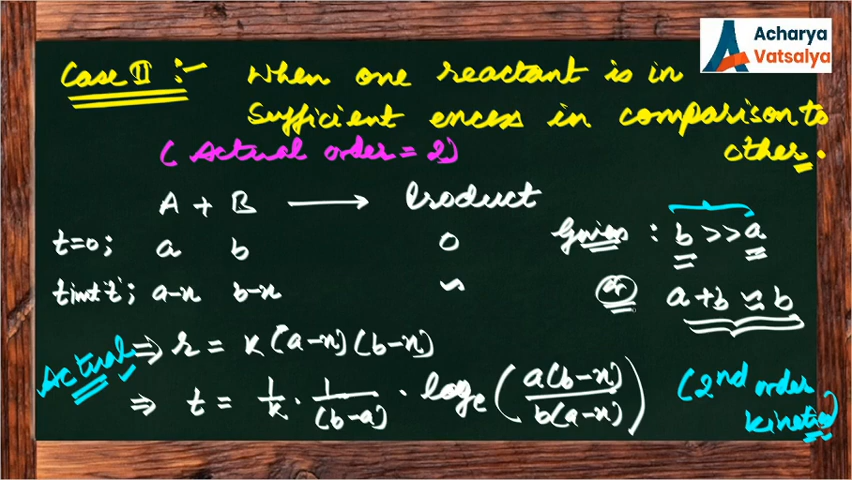 Acharya
Vatsalya
Case II :- When one reactant is in
Sufficient encess in comparison to
other.
( Actual order = 2)
A + B ⟶ Product
t=0; a b 0
Given : b >> a
time 't'; a-x b-x x
or a + b ≈ b
Actual ⇒ r = K (a-x) (b-x)
⇒ t = 1/K · 1/(b-a) · loge ( a(b-x) / b(a-x) )
(2nd order
kinetics)